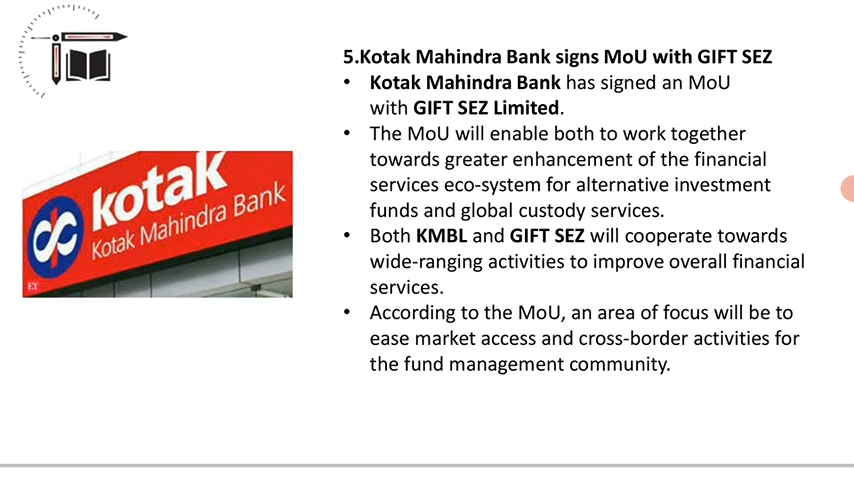 5.Kotak Mahindra Bank signs MoU with GIFT SEZ
• Kotak Mahindra Bank has signed an MoU
with GIFT SEZ Limited.
• The MoU will enable both to work together
towards greater enhancement of the financial
services eco-system for alternative investment
funds and global custody services.
• Both KMBL and GIFT SEZ will cooperate towards
wide-ranging activities to improve overall financial
services.
• According to the MoU, an area of focus will be to
ease market access and cross-border activities for
the fund management community.
kotak
Kotak Mahindra Bank
ET